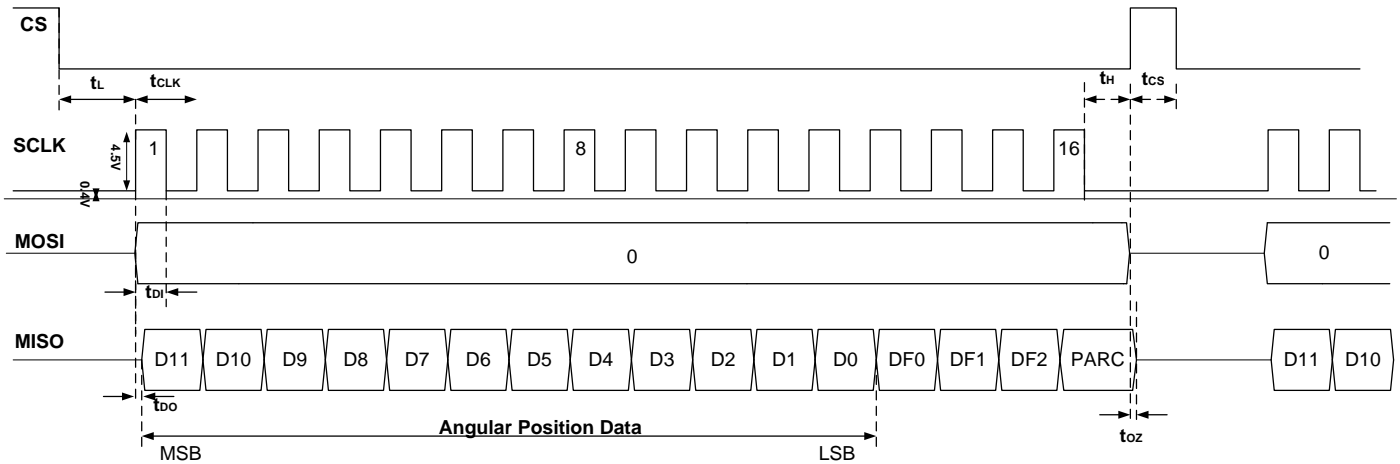 CS
tL
tCLK
tH
tCS
SCLK
4.5V
0.4V
1
8
16
MOSI
0
0
tDI
MISO
D11 D10 D9 D8 D7 D6 D5 D4 D3 D2 D1 D0 DF0 DF1 DF2 PARC D11 D10
tDO
tOZ
Angular Position Data
MSB
LSB